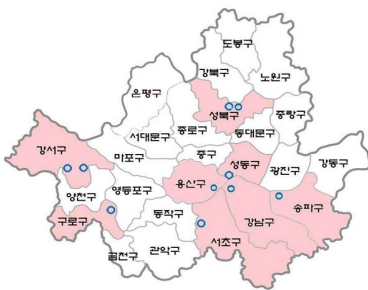 도봉구
강북구
노원구
은평구
성북구
중랑구
서대문구
종로구
동대문구
강서구
마포구
중구
성동구
광진구
강동구
양천구
영등포구
용산구
송파구
구로구
동작구
강남구
서초구
금천구
관악구